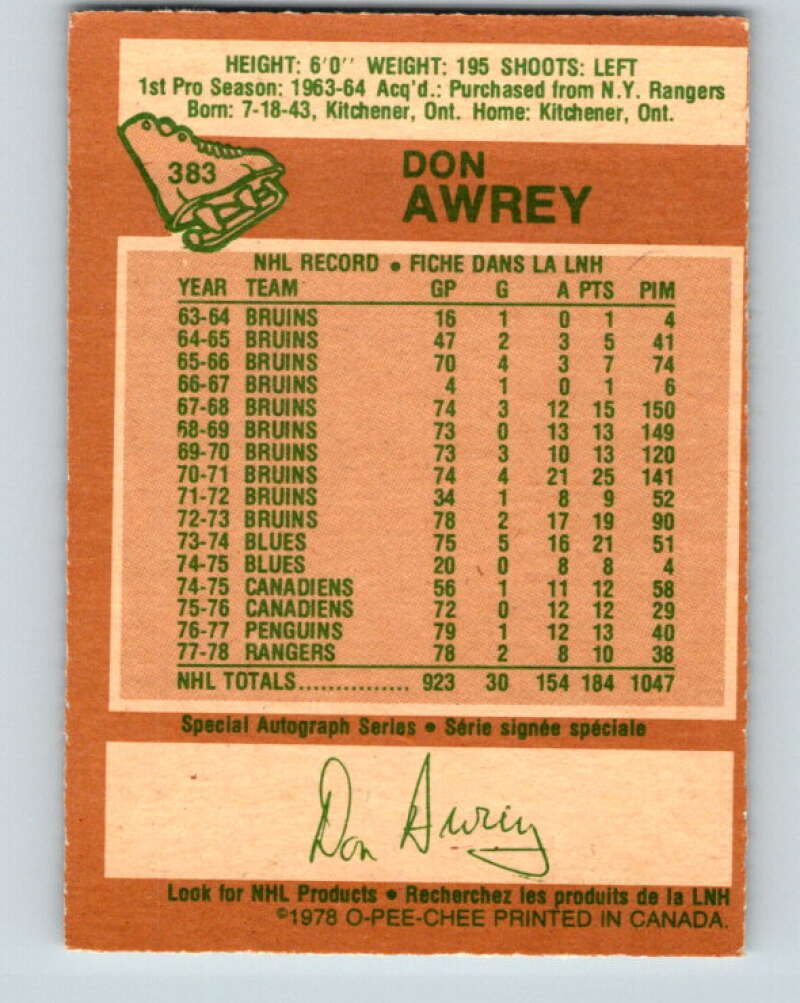 HEIGHT: 6'0'' WEIGHT: 195 SHOOTS: LEFT
1st Pro Season: 1963-64 Acq'd.: Purchased from N.Y. Rangers
Born: 7-18-43, Kitchener, Ont. Home: Kitchener, Ont.
383
DON
AWREY
NHL RECORD • FICHE DANS LA LNH
YEAR TEAM GP G A PTS PIM
63-64 BRUINS 16 1 0 1 4
64-65 BRUINS 47 2 3 5 41
65-66 BRUINS 70 4 3 7 74
66-67 BRUINS 4 1 0 1 6
67-68 BRUINS 74 3 12 15 150
68-69 BRUINS 73 0 13 13 149
69-70 BRUINS 73 3 10 13 120
70-71 BRUINS 74 4 21 25 141
71-72 BRUINS 34 1 8 9 52
72-73 BRUINS 78 2 17 19 90
73-74 BLUES 75 5 16 21 51
74-75 BLUES 20 0 8 8 4
74-75 CANADIENS 56 1 11 12 58
75-76 CANADIENS 72 0 12 12 29
76-77 PENGUINS 79 1 12 13 40
77-78 RANGERS 78 2 8 10 38
NHL TOTALS............... 923 30 154 184 1047
Special Autograph Series • Série signée spéciale
Don Awrey
Look for NHL Products • Recherchez les produits de la LNH
©1978 O-PEE-CHEE PRINTED IN CANADA.